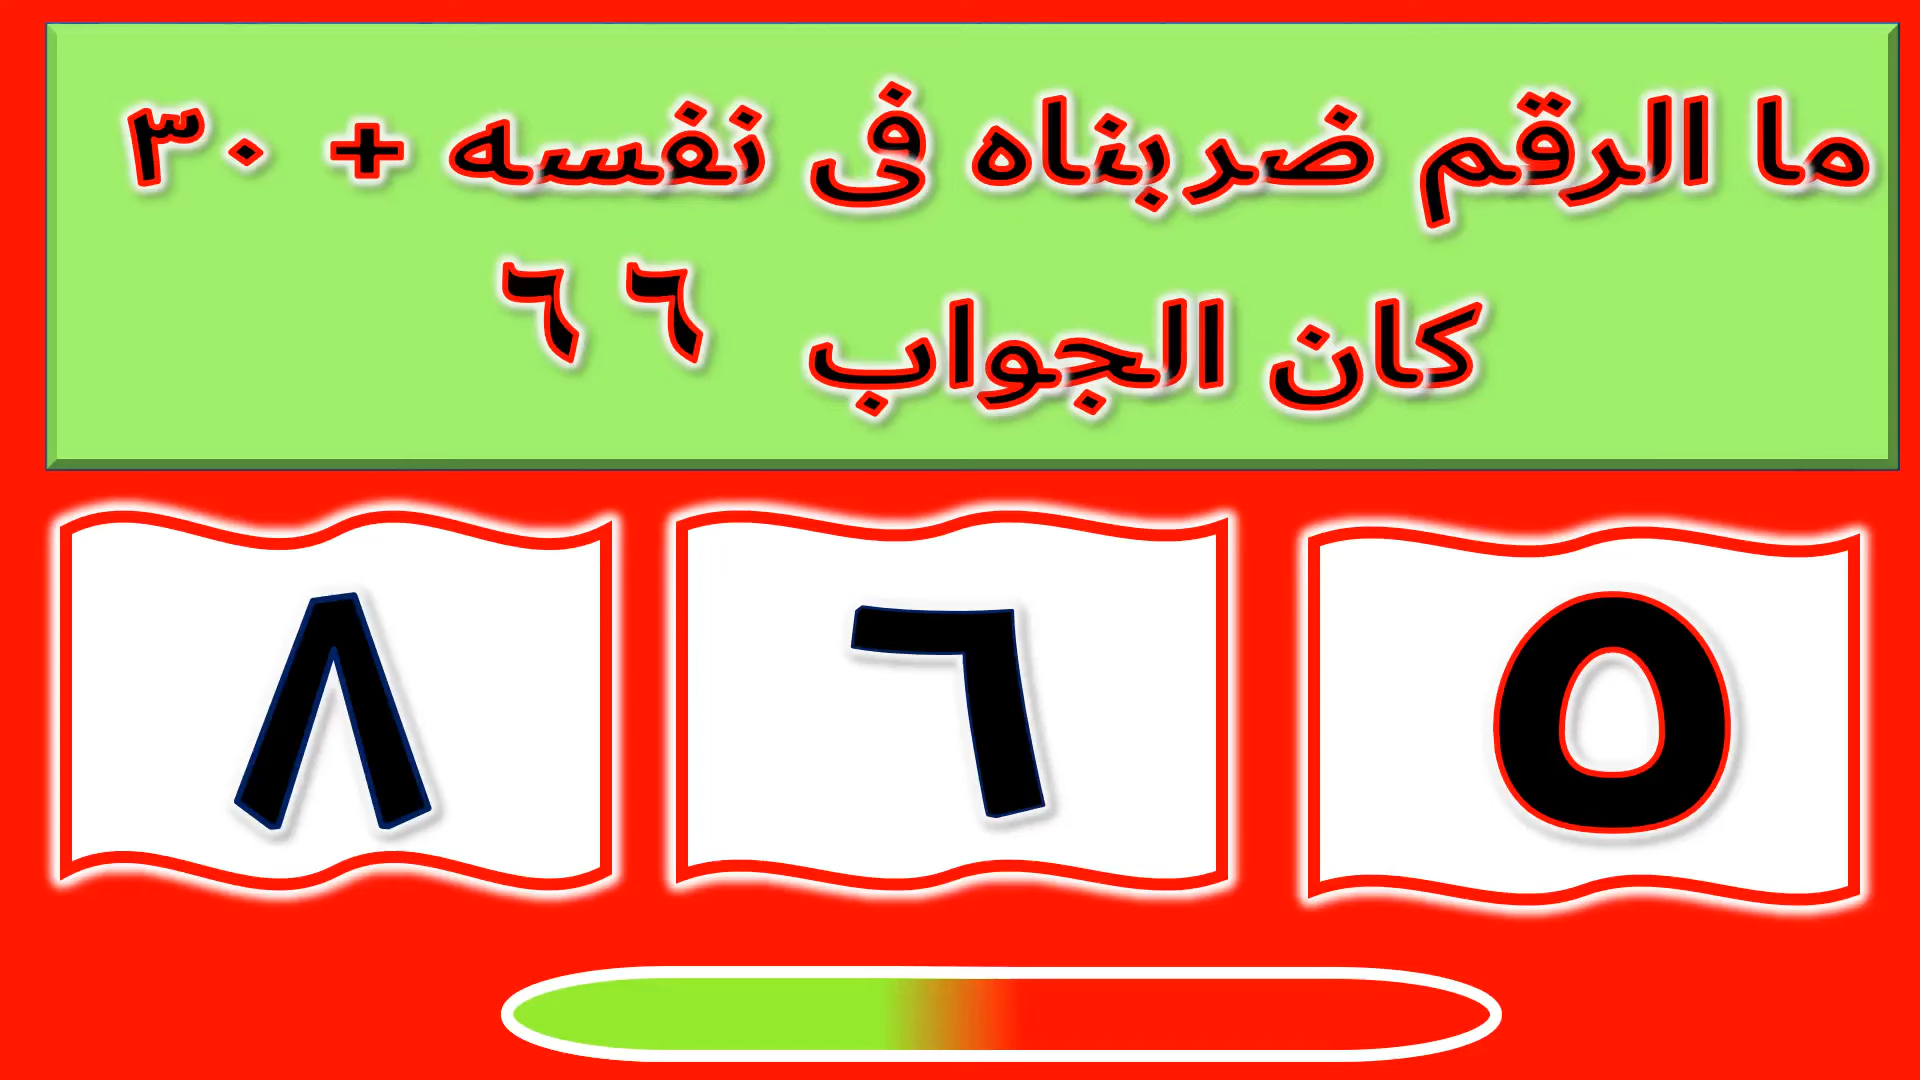 ما الرقم ضربناه فى نفسه + ٣٠
كان الجواب ٦٦
٥
٦
٨